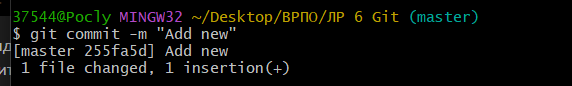 37544@Pocly MINGW32 ~/Desktop/ВРПО/ЛР 6 Git (master)
$ git commit -m "Add new"
[master 255fa5d] Add new
 1 file changed, 1 insertion(+)